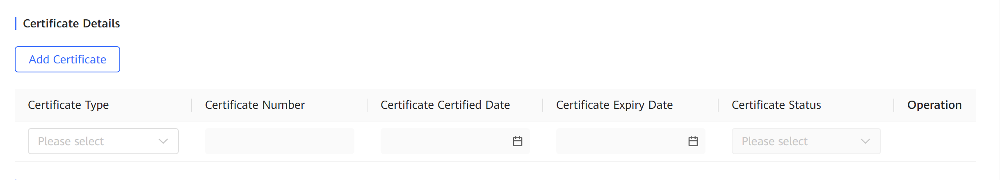 Certificate Details
Add Certificate
Certificate Type Certificate Number Certificate Certified Date Certificate Expiry Date Certificate Status Operation
Please select Please select